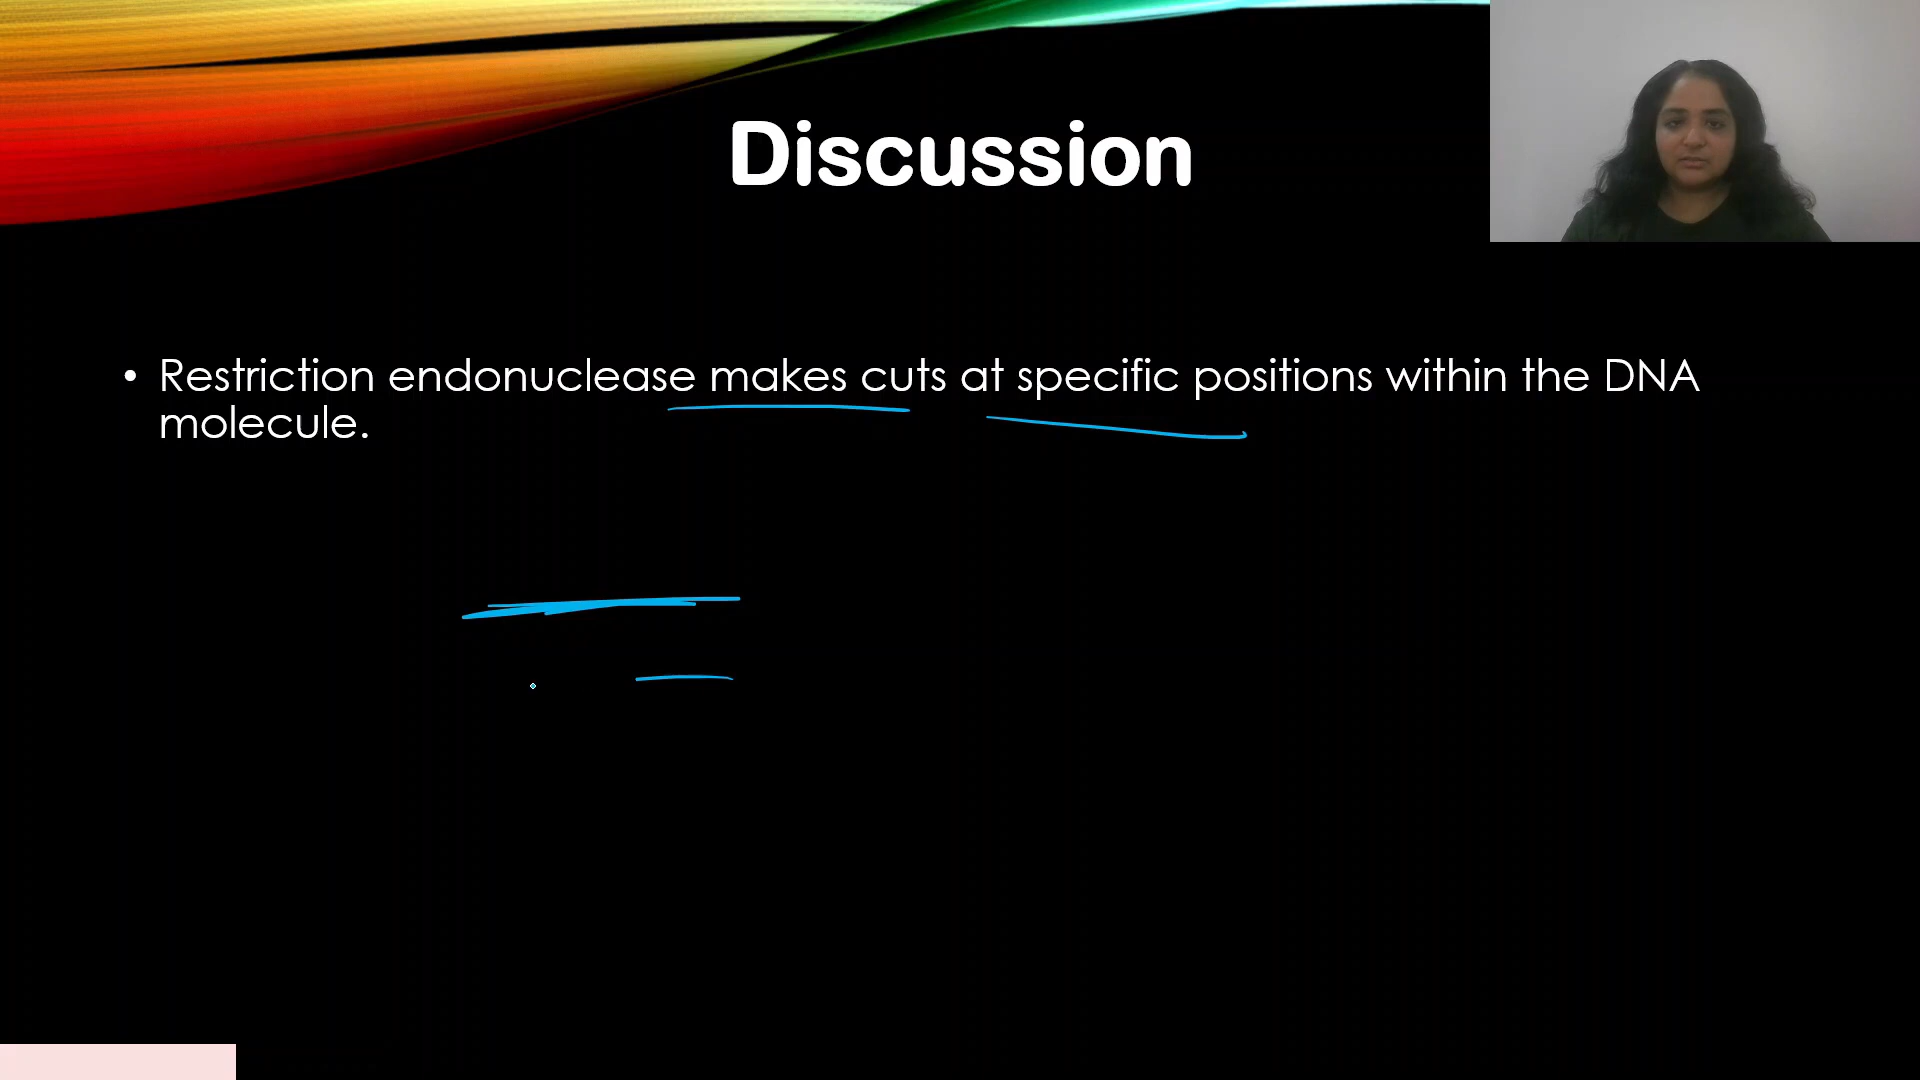 Discussion
• Restriction endonuclease makes cuts at specific positions within the DNA
molecule.